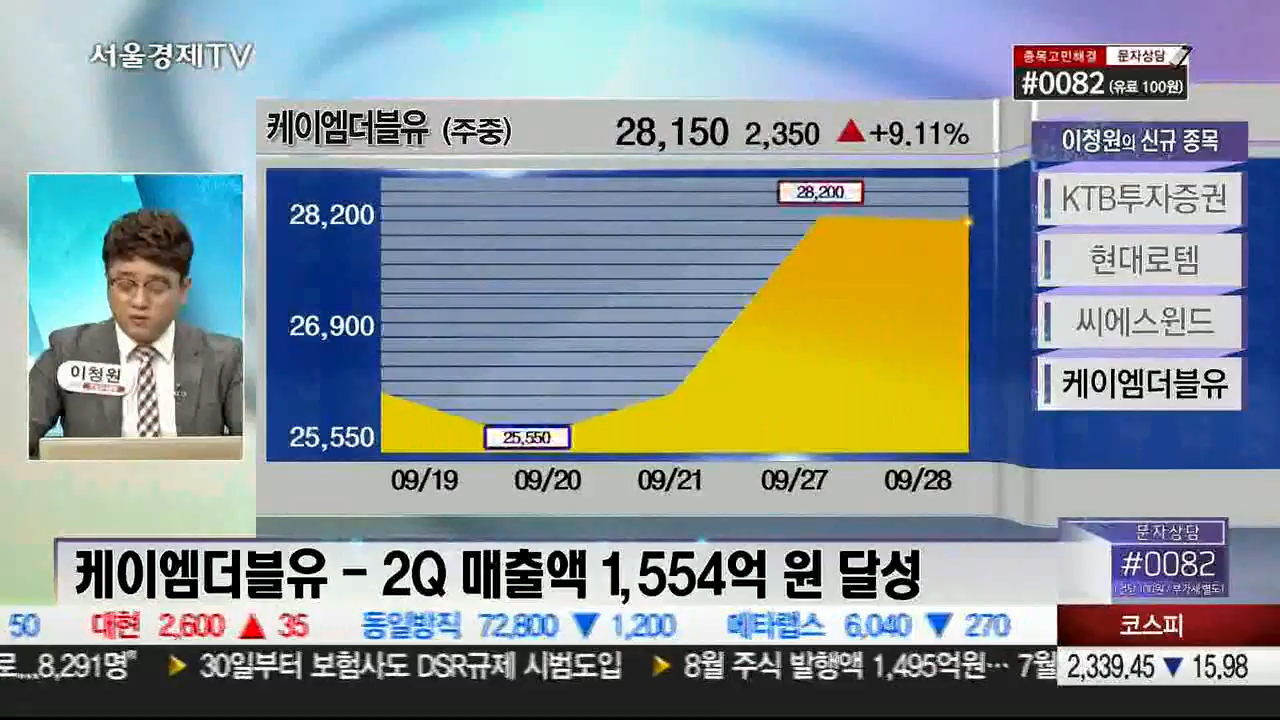 서울경제TV
종목고민해결 문자상담
#0082 (유료 100원)
케이엠더블유 (주중) 28,150 2,350 ▲+9.11%
28,200
26,900
25,550
28,200
25,550
09/19 09/20 09/21 09/27 09/28
이청원의 신규 종목
KTB투자증권
현대로템
씨에스윈드
케이엠더블유
이청원
케이엠더블유 - 2Q 매출액 1,554억 원 달성
문자상담
#0082
50 대현 2,600 ▲ 35 동일방직 72,800 ▼ 1,200 메타랩스 6,040 ▼ 270
코스피
로...8,291명” ▶ 30일부터 보험사도 DSR규제 시범도입 ▶ 8월 주식 발행액 1,495억원… 7월
2,339.45 ▼ 15.98